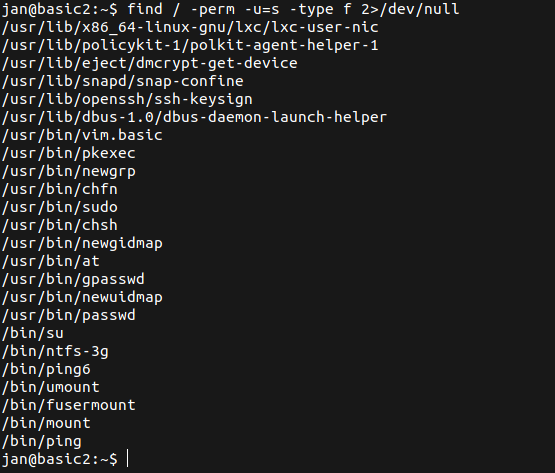 jan@basic2:~$ find / -perm -u=s -type f 2>/dev/null
/usr/lib/x86_64-linux-gnu/lxc/lxc-user-nic
/usr/lib/policykit-1/polkit-agent-helper-1
/usr/lib/eject/dmcrypt-get-device
/usr/lib/snapd/snap-confine
/usr/lib/openssh/ssh-keysign
/usr/lib/dbus-1.0/dbus-daemon-launch-helper
/usr/bin/vim.basic
/usr/bin/pkexec
/usr/bin/newgrp
/usr/bin/chfn
/usr/bin/sudo
/usr/bin/chsh
/usr/bin/newgidmap
/usr/bin/at
/usr/bin/gpasswd
/usr/bin/newuidmap
/usr/bin/passwd
/bin/su
/bin/ntfs-3g
/bin/ping6
/bin/umount
/bin/fusermount
/bin/mount
/bin/ping
jan@basic2:~$